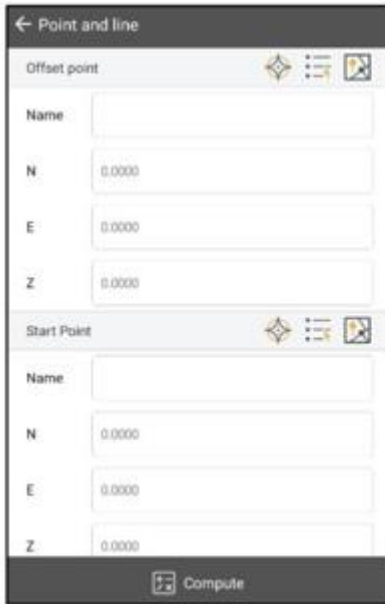 Point and line
Offset point
Name
N 0.0000
E 0.0000
Z 0.0000
Start Point
Name
N 0.0000
E 0.0000
Z 0.0000
Compute